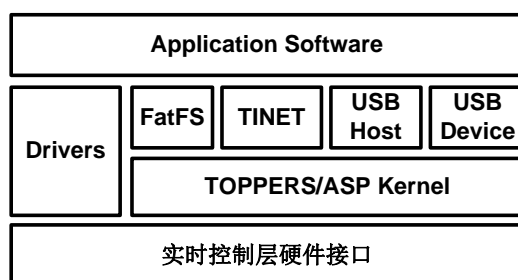 Application Software
Drivers
FatFS
TINET
USB
Host
USB
Device
TOPPERS/ASP Kernel
实时控制层硬件接口